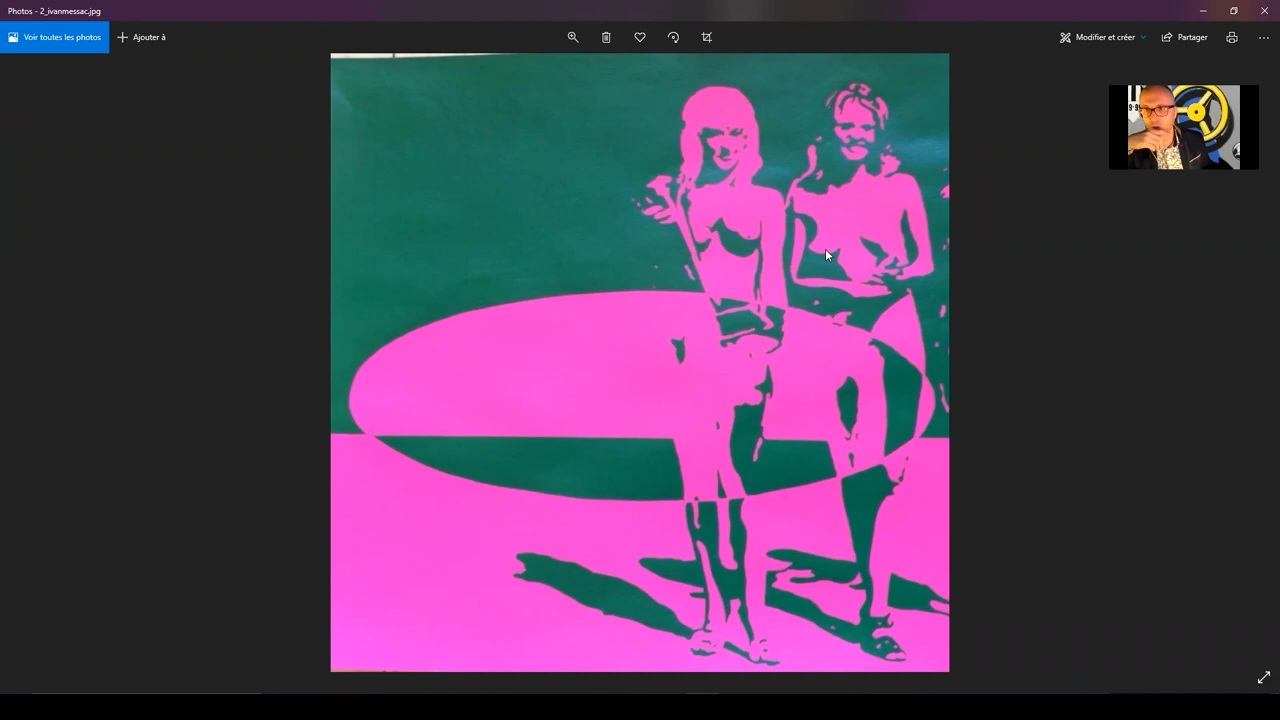 Photos - 2_ivanmessac.jpg
Voir toutes les photos
Ajouter à
Modifier et créer
Partager